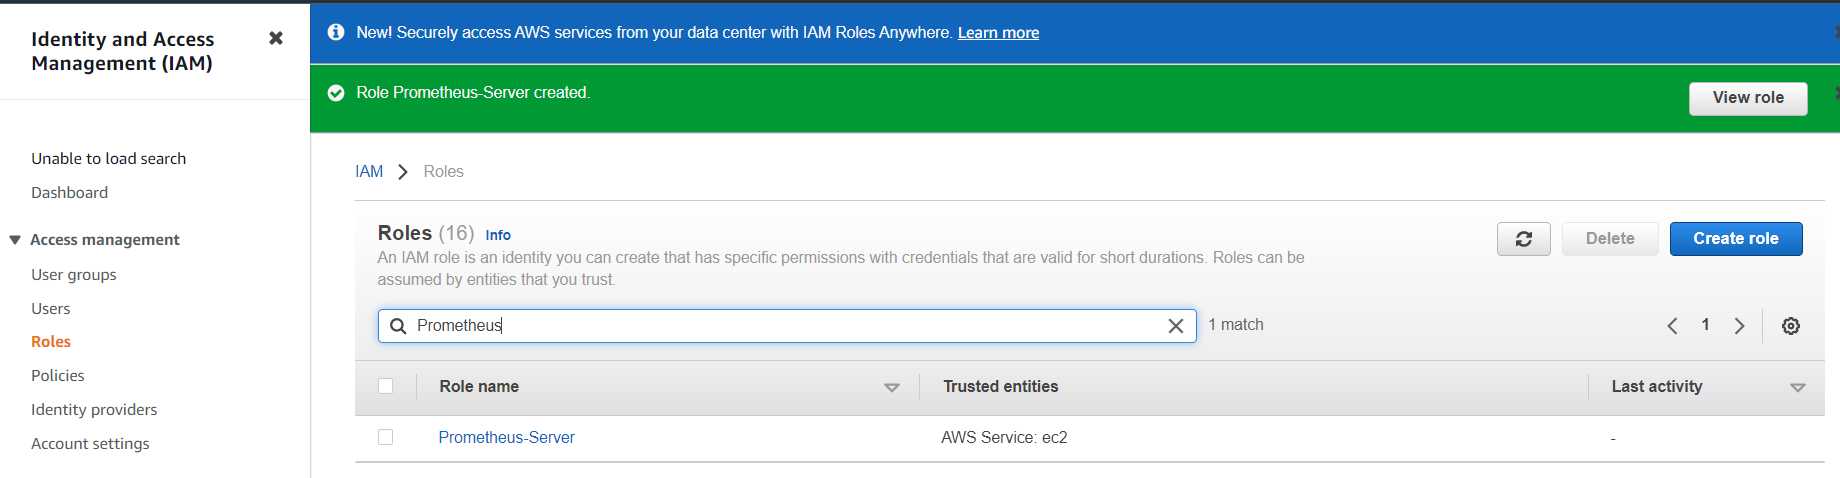 Identity and Access
Management (IAM)
Unable to load search
Dashboard
Access management
User groups
Users
Roles
Policies
Identity providers
Account settings
New! Securely access AWS services from your data center with IAM Roles Anywhere. Learn more
Role Prometheus-Server created.
View role
IAM
Roles
Roles (16) Info
An IAM role is an identity you can create that has specific permissions with credentials that are valid for short durations. Roles can be
assumed by entities that you trust.
Delete
Create role
Prometheus
1 match
1
Role name
Trusted entities
Last activity
Prometheus-Server
AWS Service: ec2
-